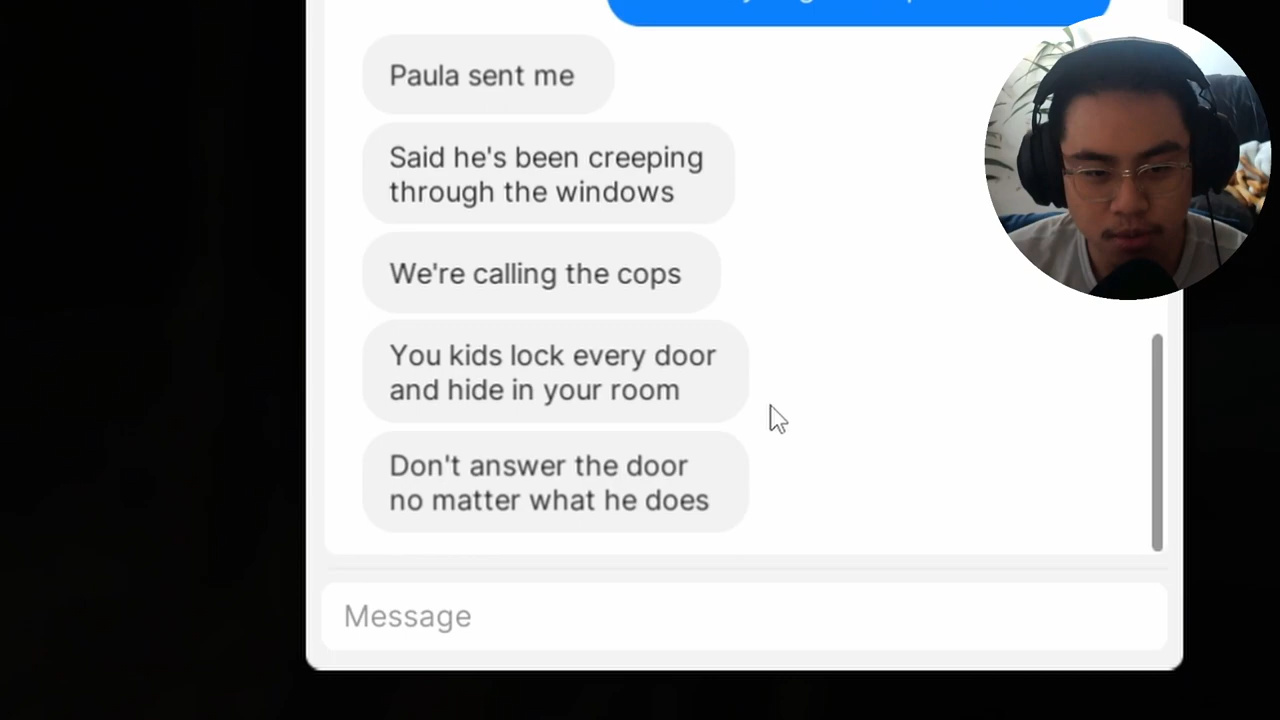 Paula sent me
Said he's been creeping
through the windows
We're calling the cops
You kids lock every door
and hide in your room
Don't answer the door
no matter what he does
Message